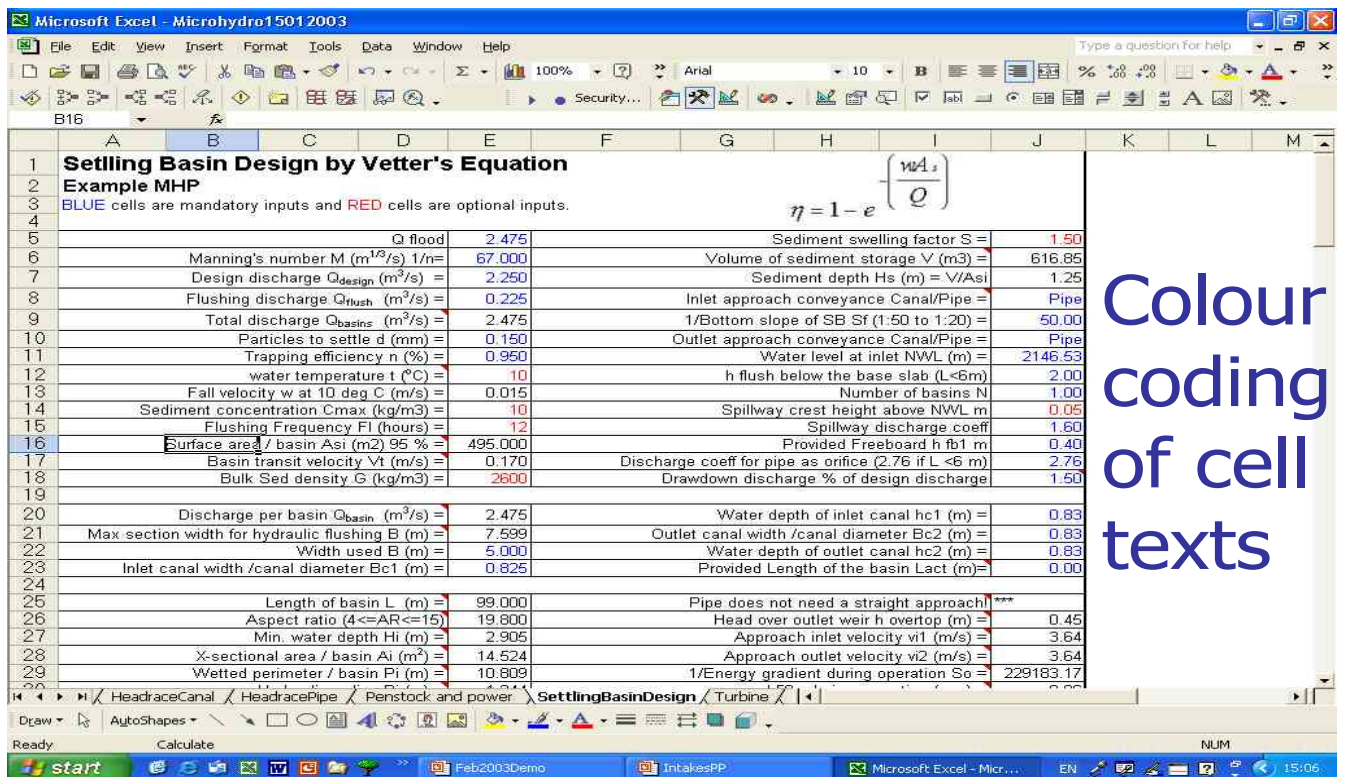 Microsoft Excel - Microhydro15012003
File Edit View Insert Format Tools Data Window Help Type a question for help
100% Arial 10 B
Security...
B16 fx
A B C D E F G H I J K L M
1 Setlling Basin Design by Vetter's Equation
2 Example MHP
3 BLUE cells are mandatory inputs and RED cells are optional inputs.
η = 1 – e -(wAs/Q)
4
5 Q flood 2.475 Sediment swelling factor S = 1.50
6 Manning's number M (m1/3/s) 1/n= 67.000 Volume of sediment storage V (m3) = 616.85
7 Design discharge Qdesign (m3/s) = 2.250 Sediment depth Hs (m) = V/Asi 1.25
8 Flushing discharge Qflush (m3/s) = 0.225 Inlet approach conveyance Canal/Pipe = Pipe
9 Total discharge Qbasins (m3/s) = 2.475 1/Bottom slope of SB Sf (1:50 to 1:20) = 50.00
10 Particles to settle d (mm) = 0.150 Outlet approach conveyance Canal/Pipe = Pipe
11 Trapping efficiency n (%) = 0.950 Water level at inlet NWL (m) = 2146.53
12 water temperature t (°C) = 10 h flush below the base slab (L<6m) 2.00
13 Fall velocity w at 10 deg C (m/s) = 0.015 Number of basins N 1.00
14 Sediment concentration Cmax (kg/m3) = 10 Spillway crest height above NWL m 0.05
15 Flushing Frequency FI (hours) = 12 Spillway discharge coeff 1.60
16 Surface area / basin Asi (m2) 95 % = 495.000 Provided Freeboard h fb1 m 0.40
17 Basin transit velocity Vt (m/s) = 0.170 Discharge coeff for pipe as orifice (2.76 if L <6 m) 2.76
18 Bulk Sed density G (kg/m3) = 2600 Drawdown discharge % of design discharge 1.50
19
20 Discharge per basin Qbasin (m3/s) = 2.475 Water depth of inlet canal hc1 (m) = 0.83
21 Max section width for hydraulic flushing B (m) = 7.599 Outlet canal width /canal diameter Bc2 (m) = 0.83
22 Width used B (m) = 5.000 Water depth of outlet canal hc2 (m) = 0.83
23 Inlet canal width /canal diameter Bc1 (m) = 0.825 Provided Length of the basin Lact (m)= 0.00
24
25 Length of basin L (m) = 99.000 Pipe does not need a straight approach! ***
26 Aspect ratio (4<=AR<=15) 19.800 Head over outlet weir h overtop (m) = 0.45
27 Min. water depth Hi (m) = 2.905 Approach inlet velocity vi1 (m/s) = 3.64
28 X-sectional area / basin Ai (m2) = 14.524 Approach outlet velocity vi2 (m/s) = 3.64
29 Wetted perimeter / basin Pi (m) = 10.809 1/Energy gradient during operation So = 229183.17
HeadraceCanal HeadracePipe Penstock and power SettlingBasinDesign Turbine
Draw AutoShapes
Ready Calculate NUM
start Feb2003Demo IntakesPP Microsoft Excel - Micr... EN 15:06
Colour
coding
of cell
texts